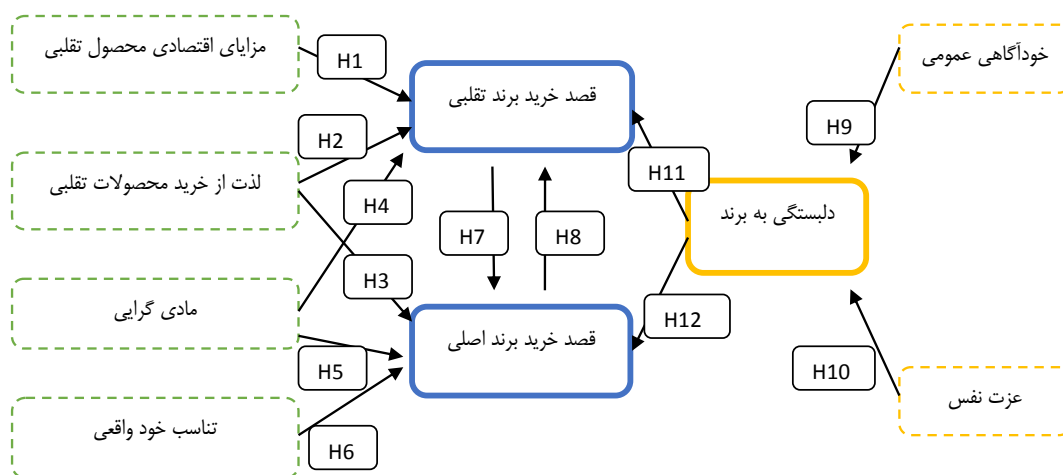 مزایای اقتصادی محصول تقلبی
H1
قصد خرید برند تقلبی
خودآگاهی عمومی
H9
H2
لذت از خرید محصولات تقلبی
H11
H4
دلبستگی به برند
H7
H8
H3
مادی گرایی
H12
قصد خرید برند اصلی
H5
H10
عزت نفس
تناسب خود واقعی
H6